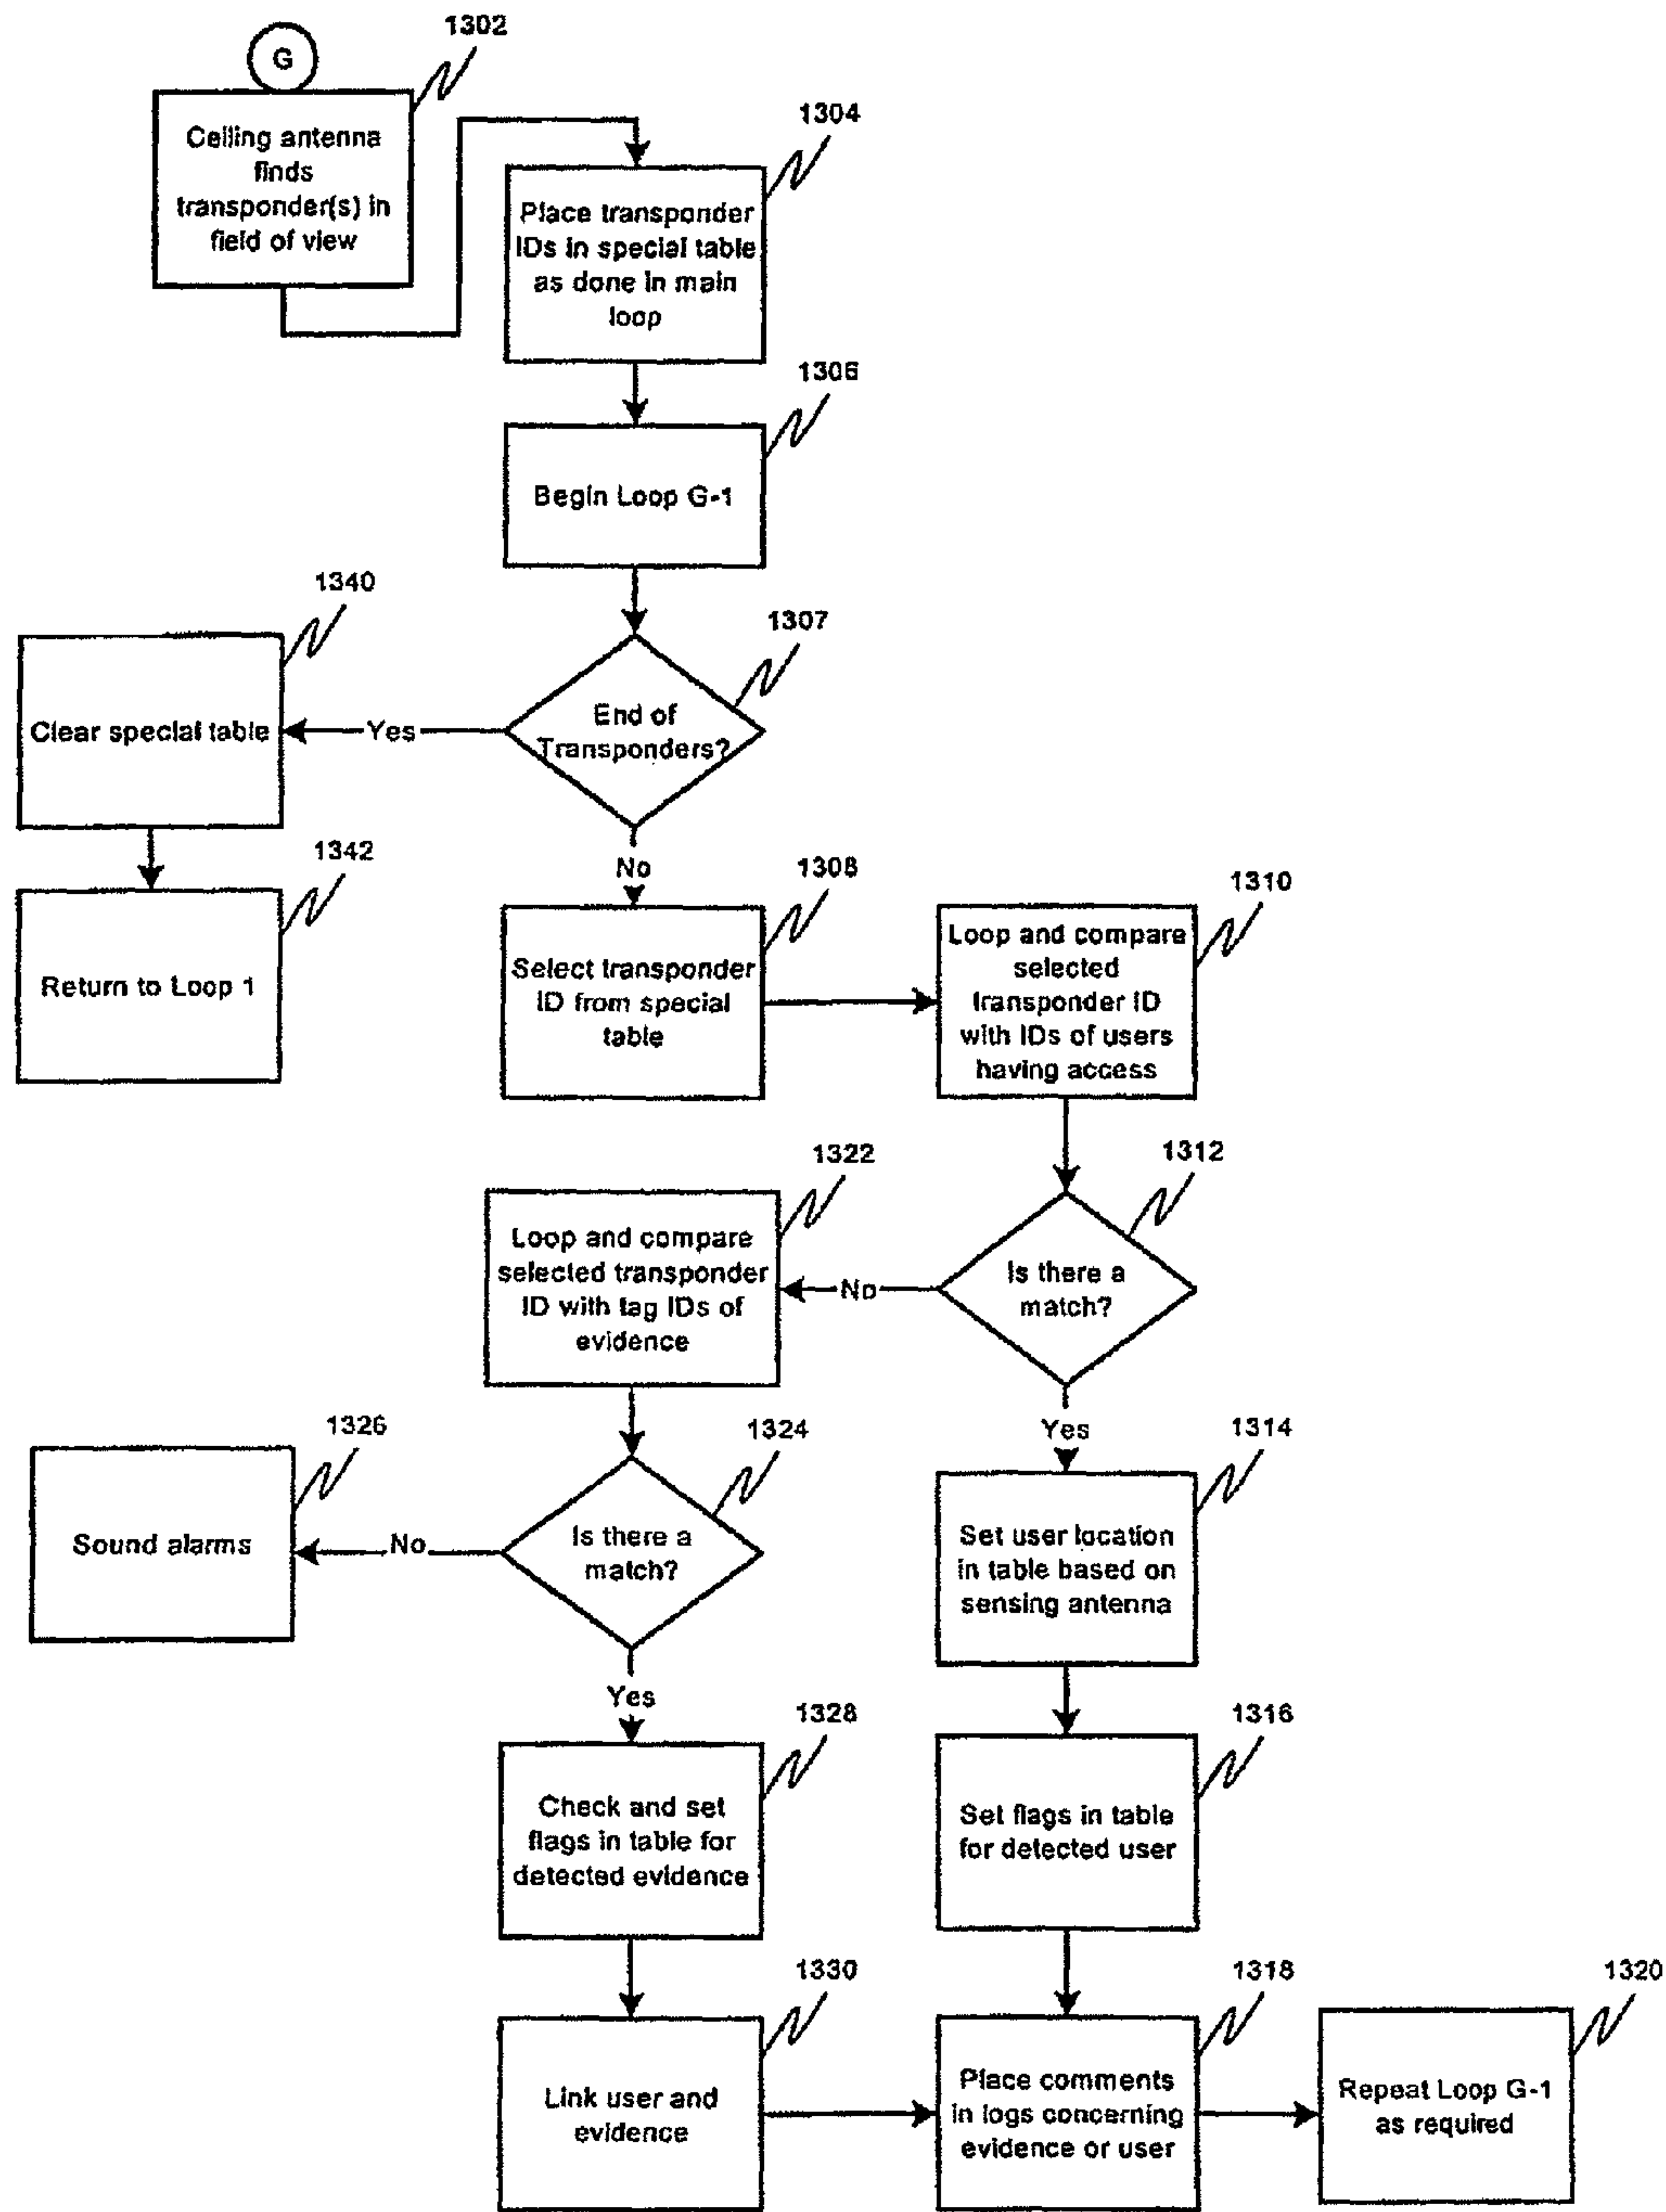 1302
G
Ceiling antenna
finds
transponder(s) in
field of view
1304
Place transponder
IDs in special table
as done in main
loop
1306
Begin Loop G-1
1307
End of
Transponders?
Yes
1340
Clear special table
1342
Return to Loop 1
No
1308
Select transponder
ID from special
table
1310
Loop and compare
selected
transponder ID
with IDs of users
having access
1312
Is there a
match?
No
1322
Loop and compare
selected transponder
ID with tag IDs of
evidence
Yes
1314
Set user location
in table based on
sensing antenna
1324
Is there a
match?
No
1326
Sound alarms
Yes
1328
Check and set
flags in table for
detected evidence
1316
Set flags in table
for detected user
1330
Link user and
evidence
1318
Place comments
in logs concerning
evidence or user
1320
Repeat Loop G-1
as required